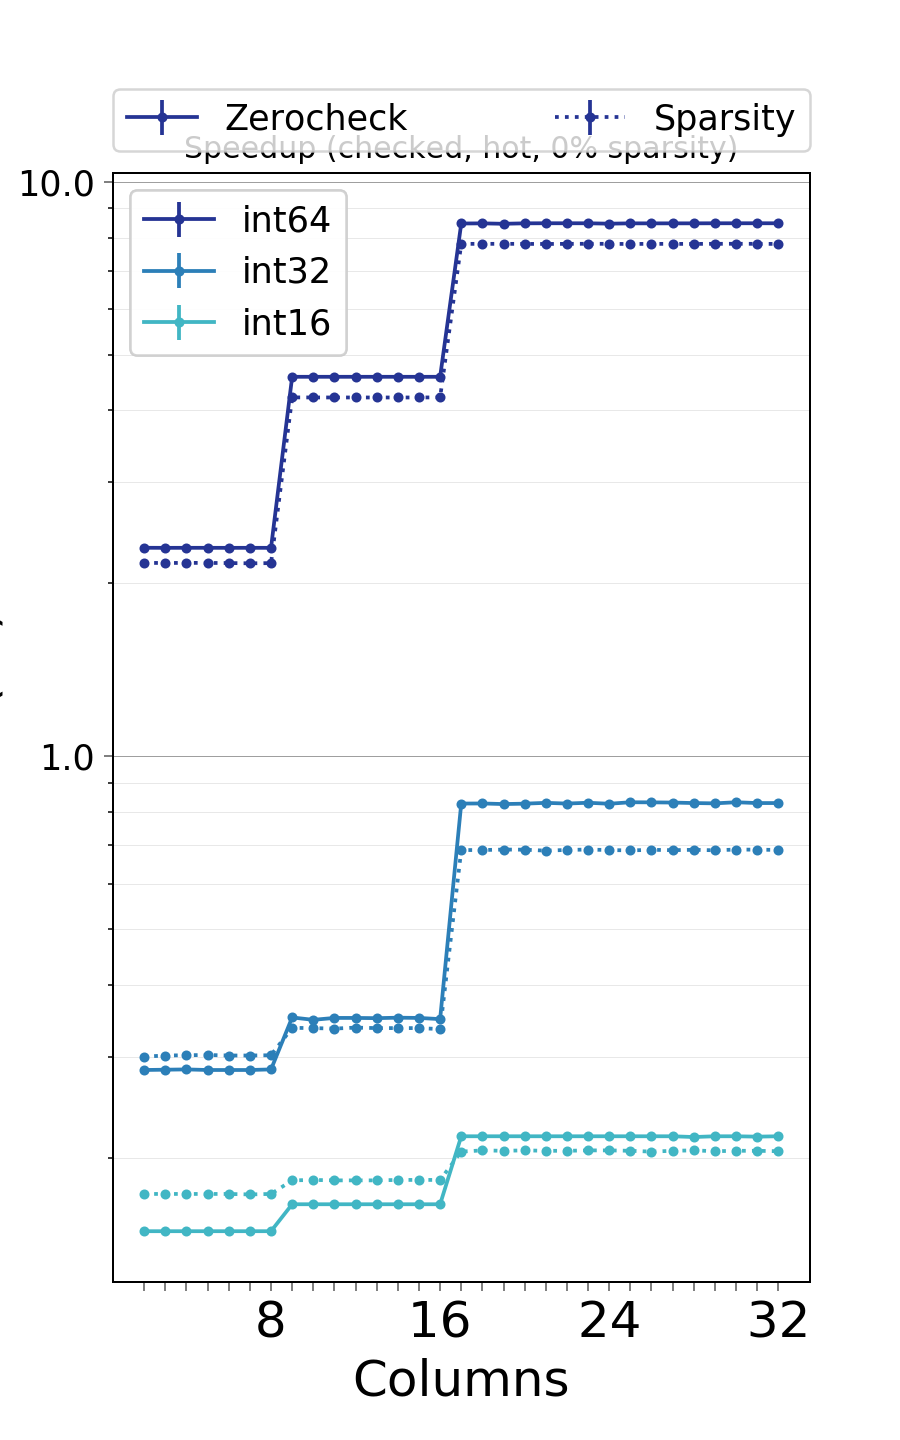 Zerocheck Sparsity
Speedup (checked, hot, 0% sparsity)
10.0
int64
int32
int16
1.0
8 16 24 32
Columns